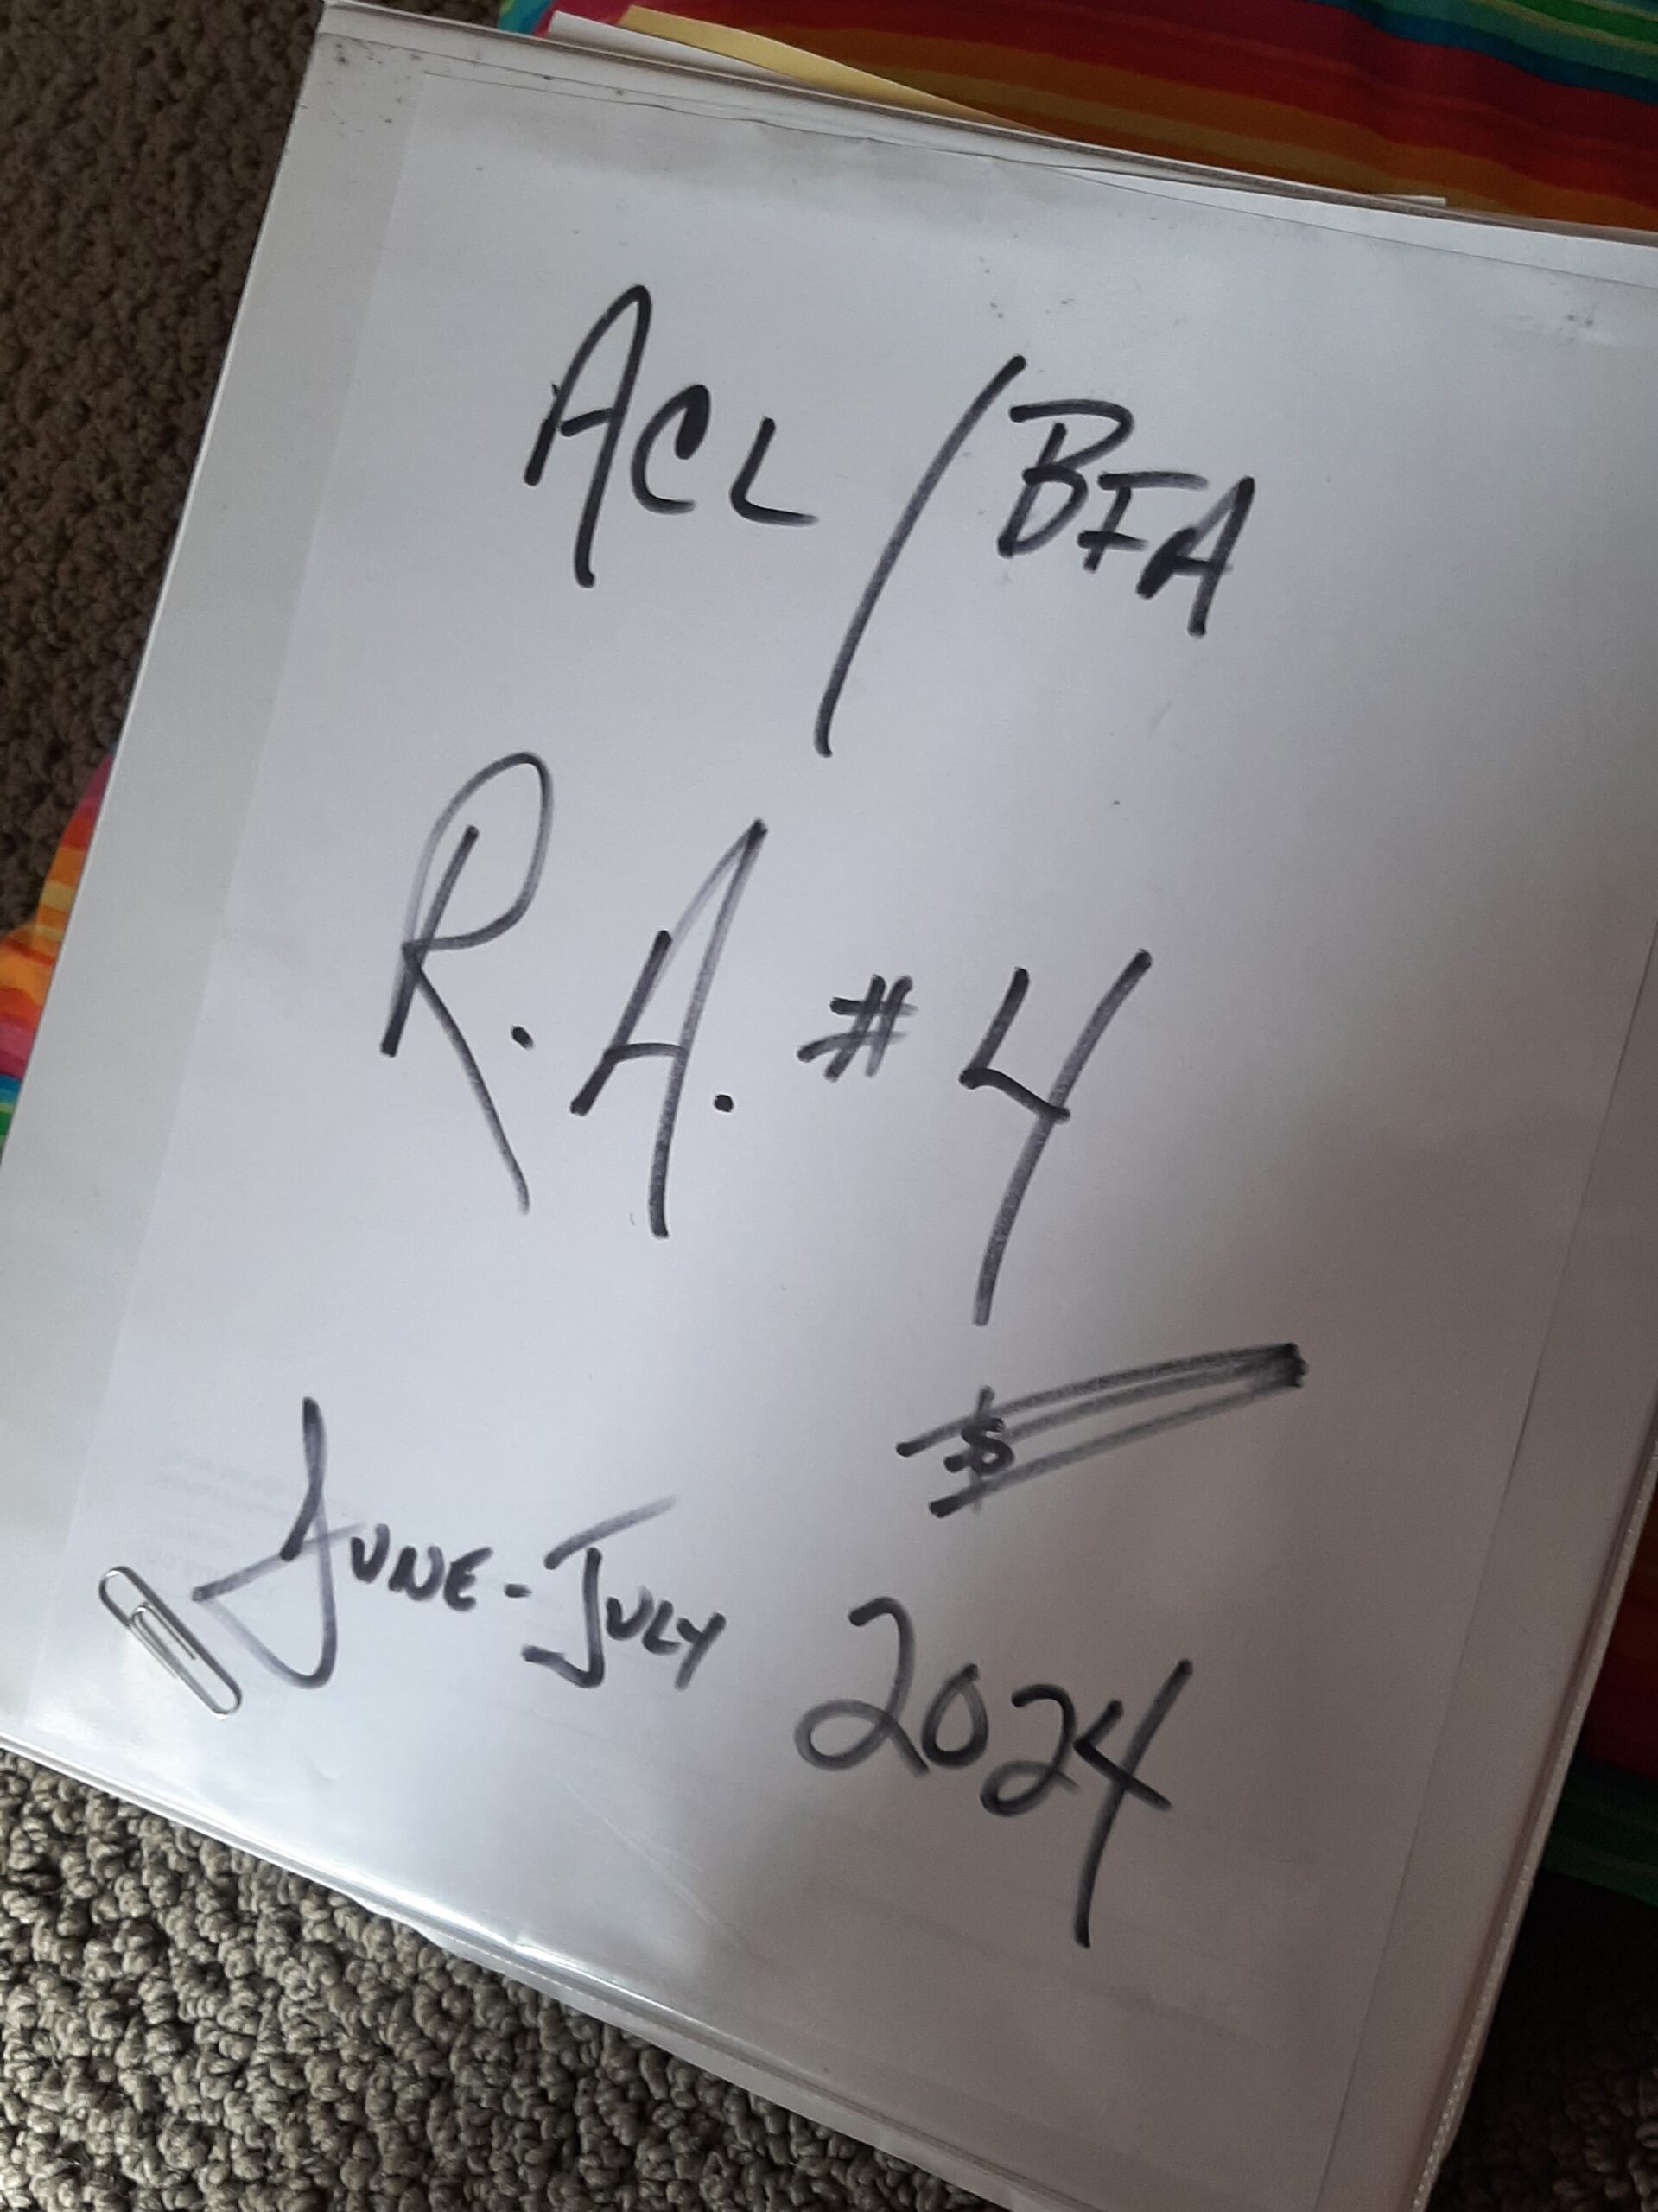 ACL/BFA
R.A. #4
$
JUNE-JULY 2024